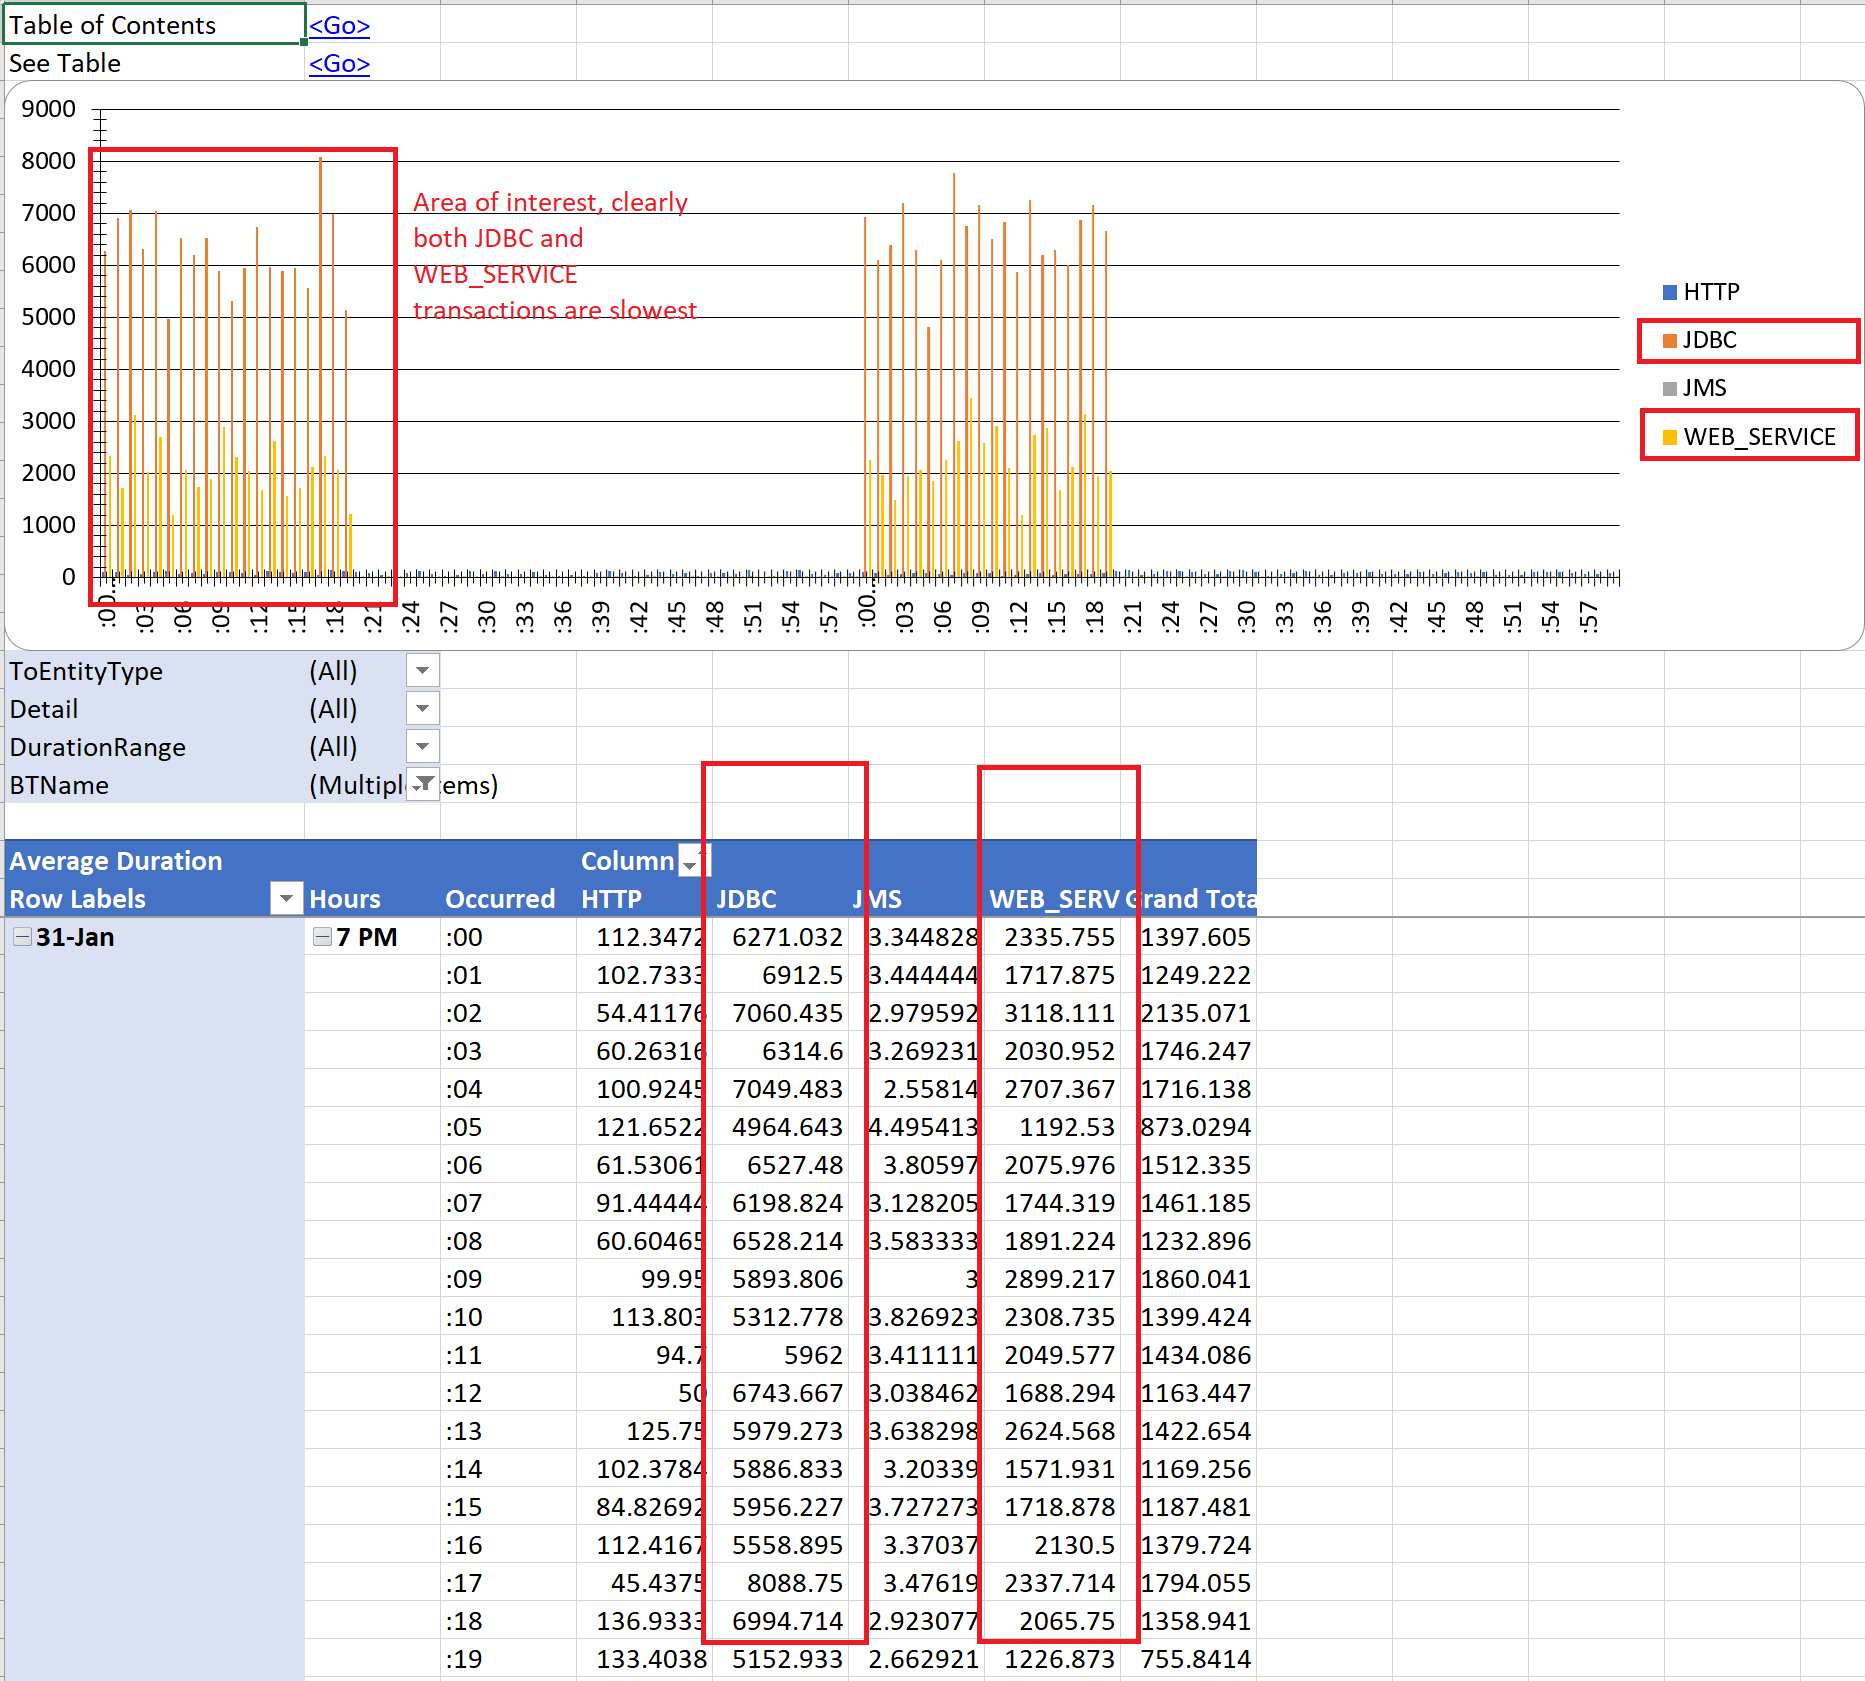 Table of Contents <Go>
See Table <Go>
9000
8000
7000
6000
5000
4000
3000
2000
1000
0
Area of interest, clearly
both JDBC and
WEB_SERVICE
transactions are slowest
HTTP
JDBC
JMS
WEB_SERVICE
:00... :03 :06 :09 :12 :15 :18 :21 :24 :27 :30 :33 :36 :39 :42 :45 :48 :51 :54 :57 :00... :03 :06 :09 :12 :15 :18 :21 :24 :27 :30 :33 :36 :39 :42 :45 :48 :51 :54 :57
ToEntityType (All)
Detail (All)
DurationRange (All)
BTName (Multiple Items)
Average Duration Column
Row Labels Hours Occurred HTTP JDBC JMS WEB_SERV Grand Tota
31-Jan 7 PM :00 112.3472 6271.032 3.344828 2335.755 1397.605
:01 102.7333 6912.5 3.444444 1717.875 1249.222
:02 54.41176 7060.435 2.979592 3118.111 2135.071
:03 60.26316 6314.6 3.269231 2030.952 1746.247
:04 100.9245 7049.483 2.55814 2707.367 1716.138
:05 121.6522 4964.643 4.495413 1192.53 873.0294
:06 61.53061 6527.48 3.80597 2075.976 1512.335
:07 91.44444 6198.824 3.128205 1744.319 1461.185
:08 60.60465 6528.214 3.583333 1891.224 1232.896
:09 99.95 5893.806 3 2899.217 1860.041
:10 113.803 5312.778 3.826923 2308.735 1399.424
:11 94.7 5962 3.411111 2049.577 1434.086
:12 50 6743.667 3.038462 1688.294 1163.447
:13 125.75 5979.273 3.638298 2624.568 1422.654
:14 102.3784 5886.833 3.20339 1571.931 1169.256
:15 84.82692 5956.227 3.727273 1718.878 1187.481
:16 112.4167 5558.895 3.37037 2130.5 1379.724
:17 45.4375 8088.75 3.47619 2337.714 1794.055
:18 136.9333 6994.714 2.923077 2065.75 1358.941
:19 133.4038 5152.933 2.662921 1226.873 755.8414